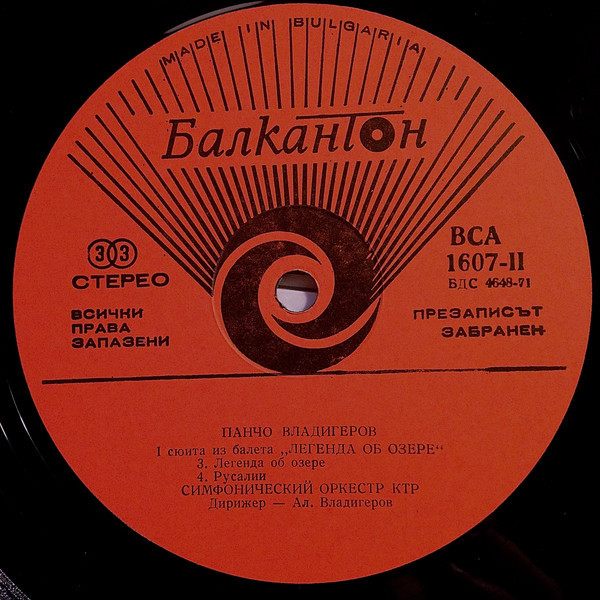 MADE IN BULGARIA
Балкантон
33
СТЕРЕО
ВСИЧКИ
ПРАВА
ЗАПАЗЕНИ
ВСА
1607-II
БДС 4648-71
ПРЕЗАПИСЪТ
ЗАБРАНЕН
ПАНЧО ВЛАДИГЕРОВ
I сюита из балета „ЛЕГЕНДА ОБ ОЗЕРЕ“
3. Легенда об озере
4. Русалии
СИМФОНИЧЕСКИЙ ОРКЕСТР КТР
Дирижер — Ал. Владигеров